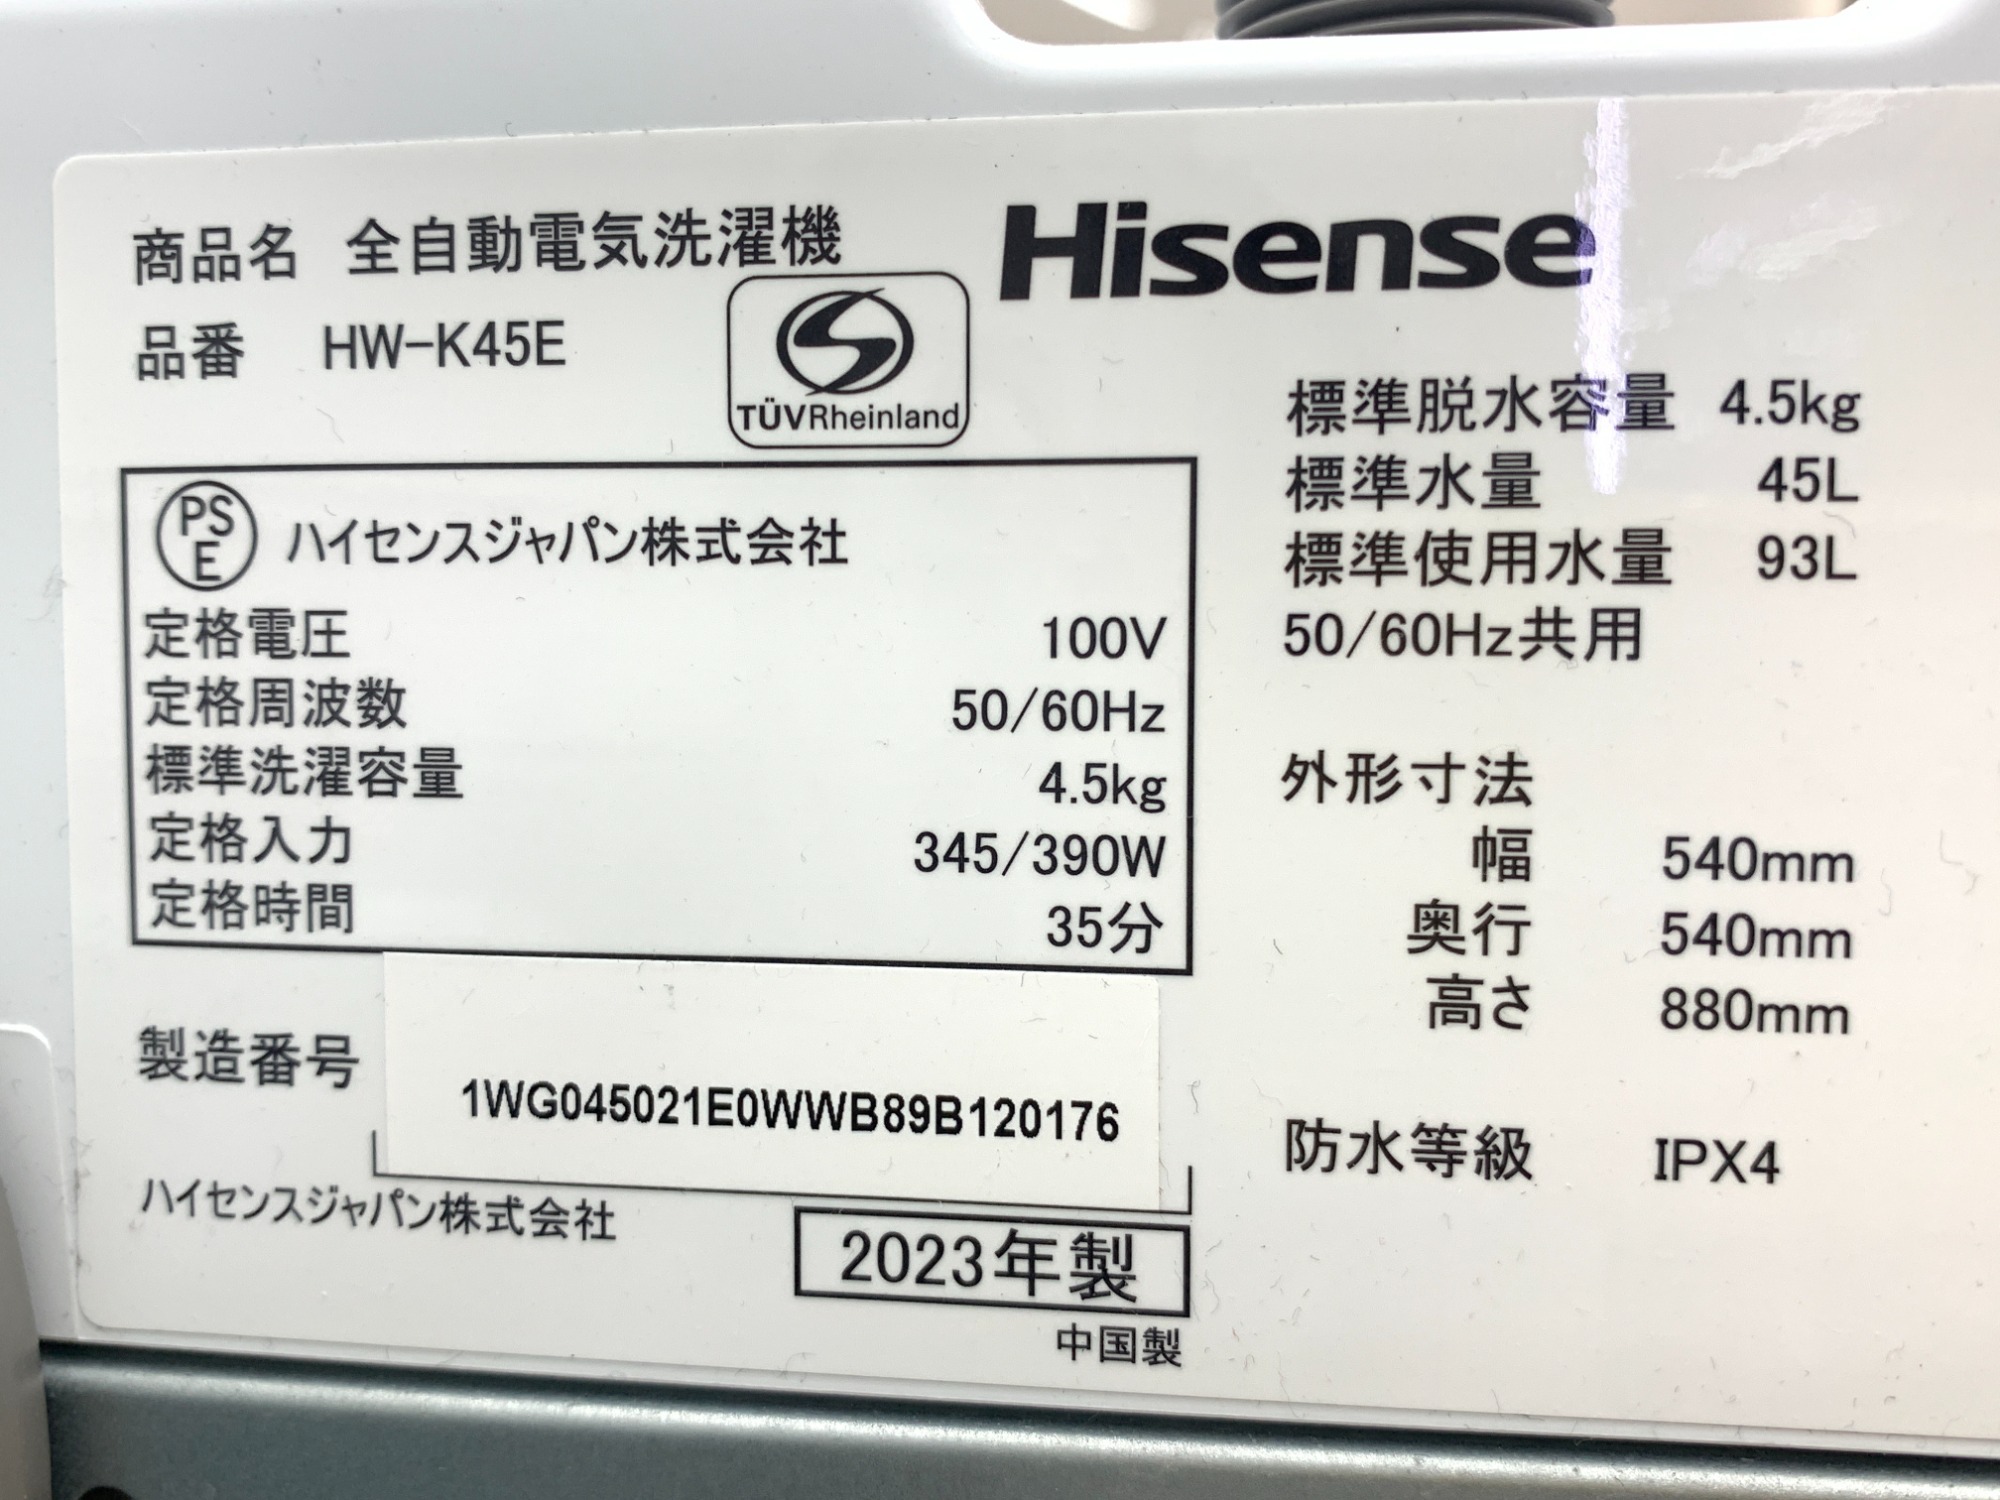 商品名 全自動電気洗濯機
品番 HW-K45E
TÜVRheinland
Hisense
PS
E
ハイセンスジャパン株式会社
定格電圧 100V
定格周波数 50/60Hz
標準洗濯容量 4.5kg
定格入力 345/390W
定格時間 35分
製造番号 1WG045021E0WWB89B120176
ハイセンスジャパン株式会社
2023年製
中国製
標準脱水容量 4.5kg
標準水量 45L
標準使用水量 93L
50/60Hz共用
外形寸法
幅 540mm
奥行 540mm
高さ 880mm
防水等級 IPX4